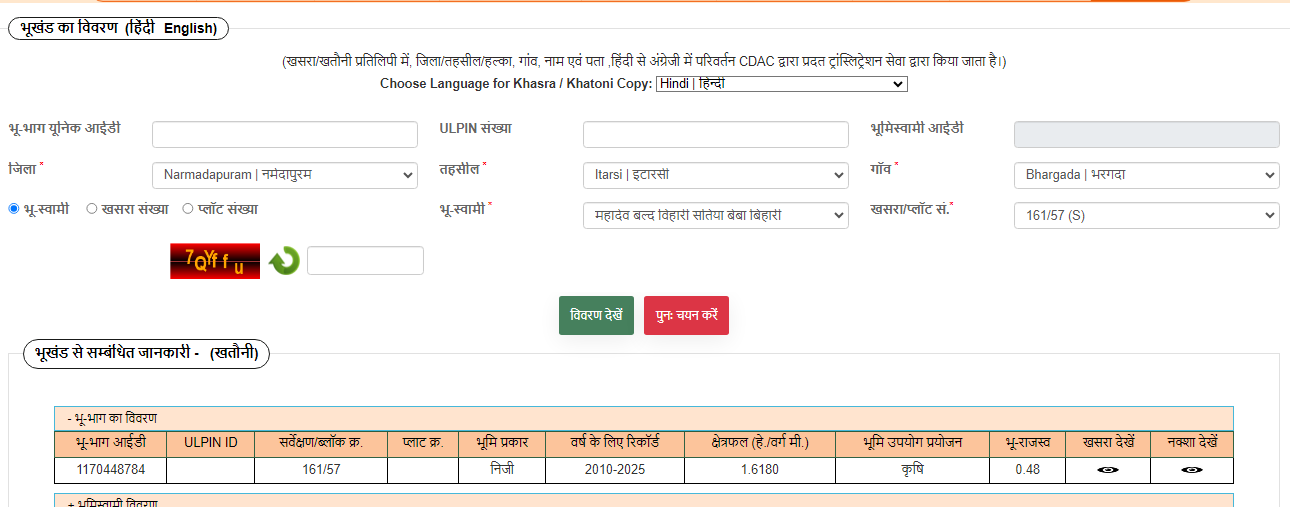 भूखंड का विवरण (हिंदी English)
(खसरा/खतौनी प्रतिलिपी में, जिला/तहसील/हल्का, गांव, नाम एवं पता ,हिंदी से अंग्रेजी में परिवर्तन CDAC द्वारा प्रदत ट्रांस्लिट्रेशन सेवा द्वारा किया जाता है।)
Choose Language for Khasra / Khatoni Copy: Hindi | हिन्दी
भू-भाग यूनिक आईडी ULPIN संख्या भूमिस्वामी आईडी
जिला * Narmadapuram | नर्मदापुरम तहसील * Itarsi | इटारसी गॉव * Bhargada | भरगदा
भू-स्वामी खसरा संख्या प्लॉट संख्या भू-स्वामी * महादेव बल्द विहारी सतिया बेबा बिहारी खसरा/प्लॉट सं.* 161/57 (S)
7QYffu
विवरण देखें पुनः चयन करें
भूखंड से सम्बंधित जानकारी - (खतौनी)
- भू-भाग का विवरण
भू-भाग आईडी ULPIN ID सर्वेक्षण/ब्लॉक क्र. प्लाट क्र. भूमि प्रकार वर्ष के लिए रिकॉर्ड क्षेत्रफल (हे./वर्ग मी.) भूमि उपयोग प्रयोजन भू-राजस्व खसरा देखें नक्शा देखें
1170448784 161/57 निजी 2010-2025 1.6180 कृषि 0.48
+ भूमिस्वामी विवरण